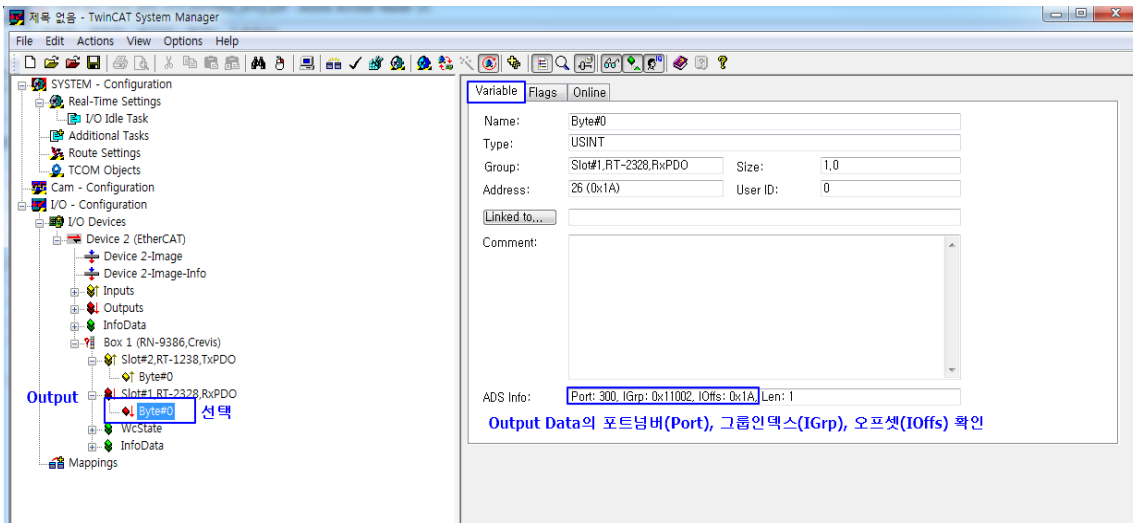 제목 없음 - TwinCAT System Manager
File Edit Actions View Options Help
SYSTEM - Configuration
Real-Time Settings
I/O Idle Task
Additional Tasks
Route Settings
TCOM Objects
Cam - Configuration
I/O - Configuration
I/O Devices
Device 2 (EtherCAT)
Device 2-Image
Device 2-Image-Info
Inputs
Outputs
InfoData
Box 1 (RN-9386,Crevis)
Slot#2,RT-1238,TxPDO
Byte#0
Output Slot#1,RT-2328,RxPDO
Byte#0 선택
WcState
InfoData
Mappings
Variable Flags Online
Name: Byte#0
Type: USINT
Group: Slot#1,RT-2328,RxPDO Size: 1,0
Address: 26 (0x1A) User ID: 0
Linked to...
Comment:
ADS Info: Port: 300, IGrp: 0x11002, IOffs: 0x1A, Len: 1
Output Data의 포트넘버(Port), 그룹인덱스(IGrp), 오프셋(IOffs) 확인